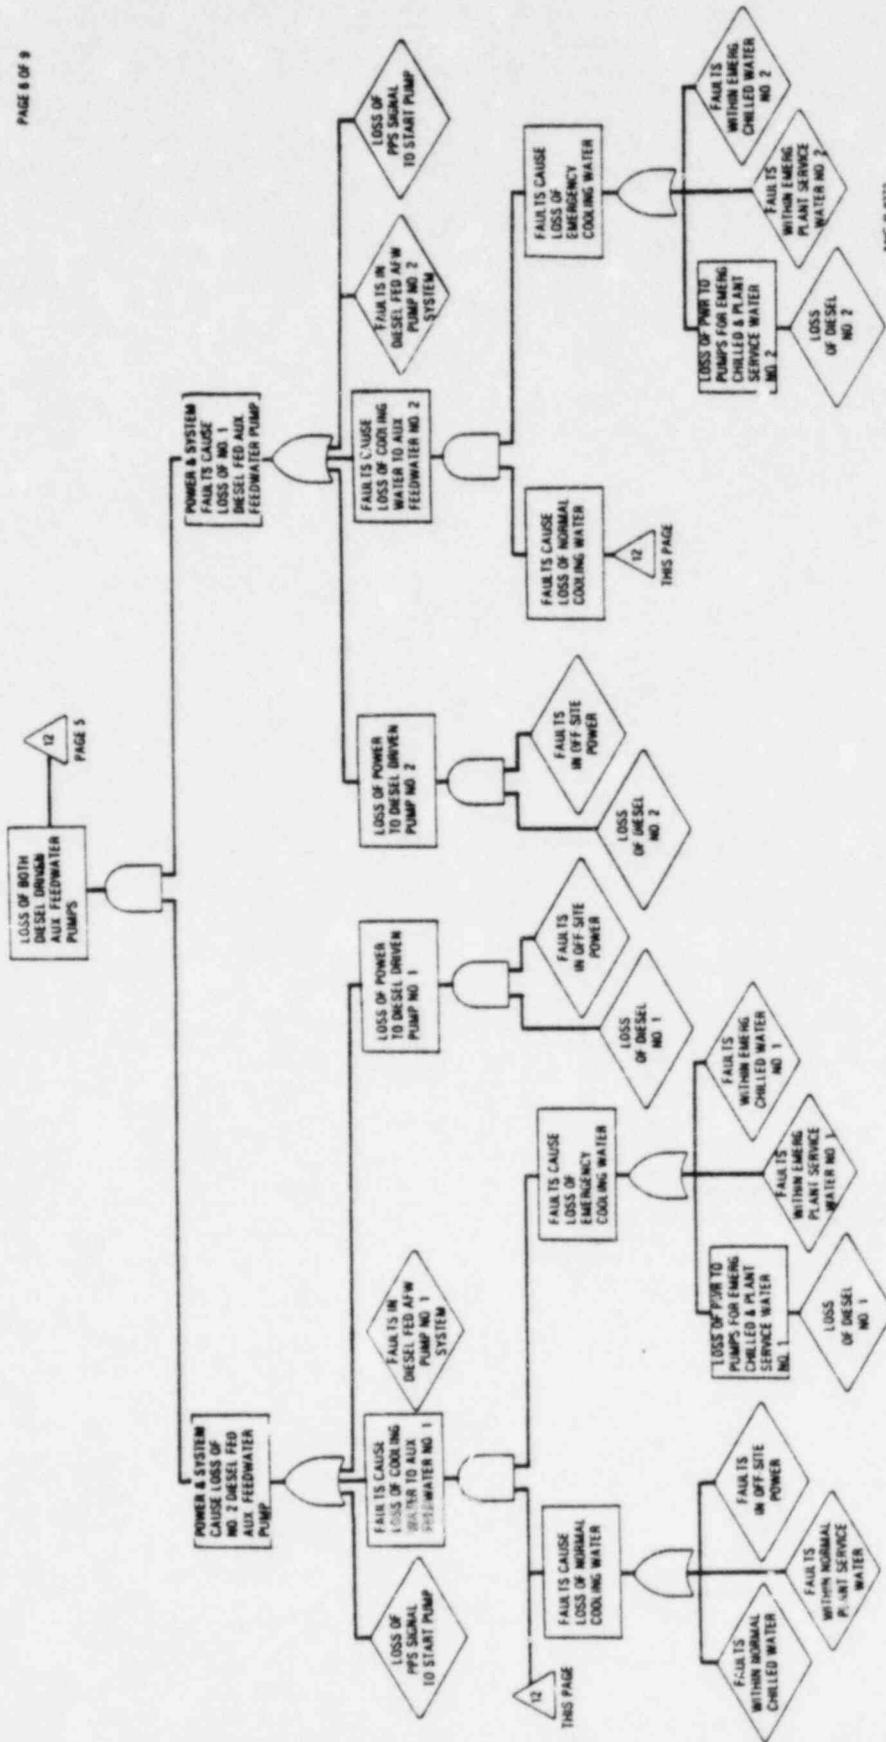 PAGE 6 OF 9
LOSS OF BOTH
DIESEL DRIVEN
AUX FEEDWATER
PUMPS
12
PAGE 5
POWER & SYSTEM
CAUSE LOSS OF
NO 2 DIESEL FED
AUX FEEDWATER
PUMP
POWER & SYSTEM
FAULTS CAUSE
LOSS OF NO. 1
DIESEL FED AUX
FEEDWATER PUMP
LOSS OF
PPS SIGNAL
TO START PUMP
FAULTS CAUSE
LOSS OF COOLING
WATER TO AUX
FEEDWATER NO. 1
FAULTS IN
DIESEL FED AFW
PUMP NO 1
SYSTEM
LOSS OF POWER
TO DIESEL DRIVEN
PUMP NO 1
LOSS OF POWER
TO DIESEL DRIVEN
PUMP NO 2
FAULTS CAUSE
LOSS OF COOLING
WATER TO AUX
FEEDWATER NO. 2
FAULTS IN
DIESEL FED AFW
PUMP NO. 2
SYSTEM
LOSS OF
PPS SIGNAL
TO START PUMP
12
THIS PAGE
FAULTS CAUSE
LOSS OF NORMAL
COOLING WATER
FAULTS CAUSE
LOSS OF
EMERGENCY
COOLING WATER
LOSS
OF DIESEL
NO 1
FAULTS
IN OFF SITE
POWER
LOSS
OF DIESEL
NO 2
FAULTS
IN OFF SITE
POWER
FAULTS CAUSE
LOSS OF NORMAL
COOLING WATER
12
THIS PAGE
FAULTS CAUSE
LOSS OF
EMERGENCY
COOLING WATER
FAULTS
WITHIN NORMAL
CHILLED WATER
FAULTS
WITHIN NORMAL
PLANT SERVICE
WATER
FAULTS
IN OFF SITE
POWER
LOSS OF PWR TO
PUMPS FOR EMERG
CHILLED & PLANT
SERVICE WATER
NO. 1
LOSS
OF DIESEL
NO. 1
FAULTS
WITHIN EMERG
PLANT SERVICE
WATER NO. 1
FAULTS
WITHIN EMERG
CHILLED WATER
NO 1
LOSS OF PWR TO
PUMPS FOR EMERG
CHILLED & PLANT
SERVICE WATER
NO. 2
LOSS
OF DIESEL
NO. 2
FAULTS
WITHIN EMERG
PLANT SERVICE
WATER NO. 2
FAULTS
WITHIN EMERG
CHILLED WATER
NO 2